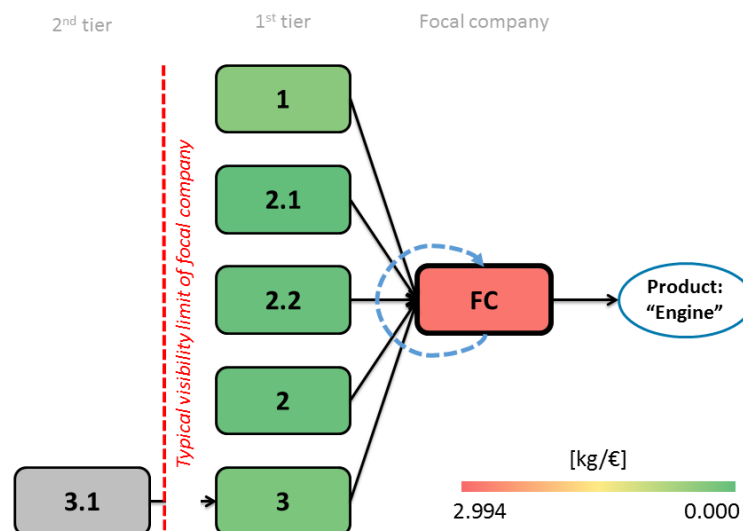 2nd tier
1st tier
Focal company
Typical visibility limit of focal company
1
2.1
2.2
2
3
3.1
FC
Product:
“Engine”
[kg/€]
2.994
0.000